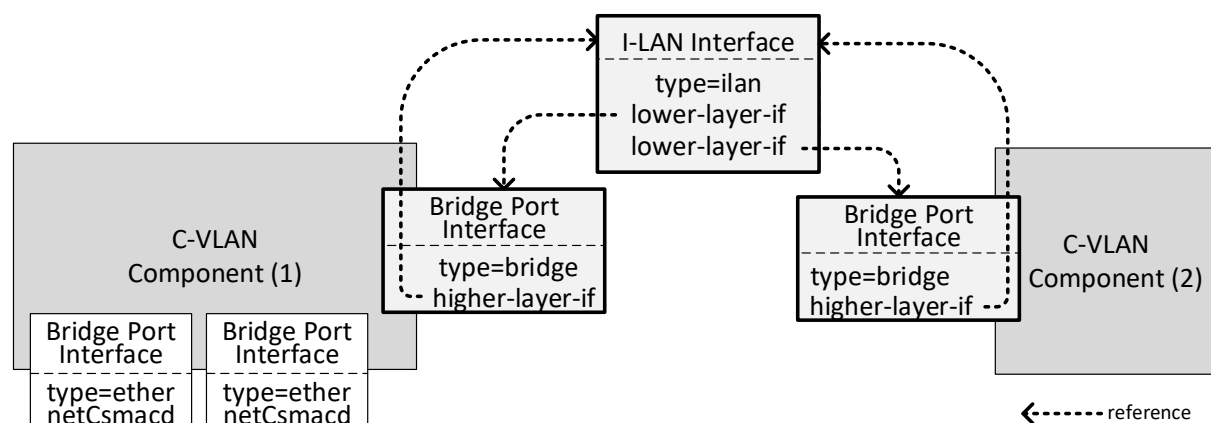 I-LAN Interface
type=ilan
lower-layer-if
lower-layer-if
C-VLAN
Component (1)
Bridge Port
Interface
type=bridge
higher-layer-if
Bridge Port
Interface
type=bridge
higher-layer-if
C-VLAN
Component (2)
Bridge Port
Interface
type=ether
netCsmacd
Bridge Port
Interface
type=ether
netCsmacd
reference